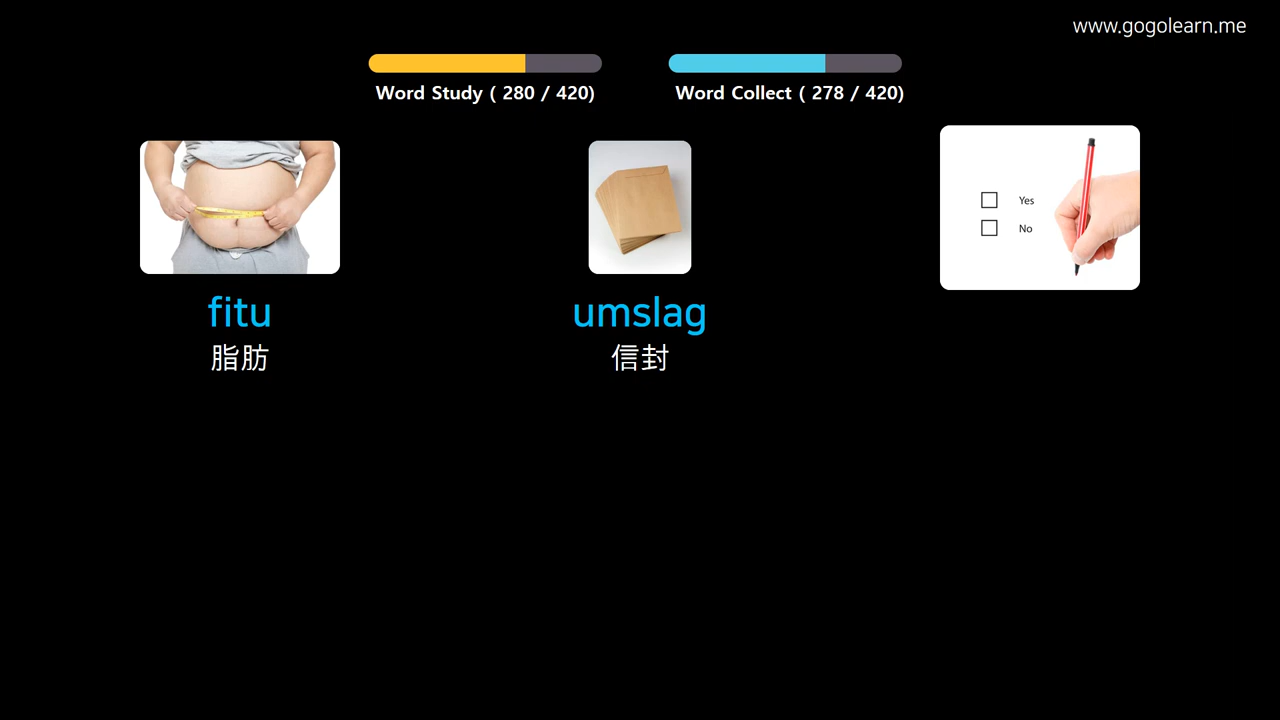 www.gogolearn.me
Word Study ( 280 / 420)
Word Collect ( 278 / 420)
Yes
No
fitu
脂肪
umslag
信封